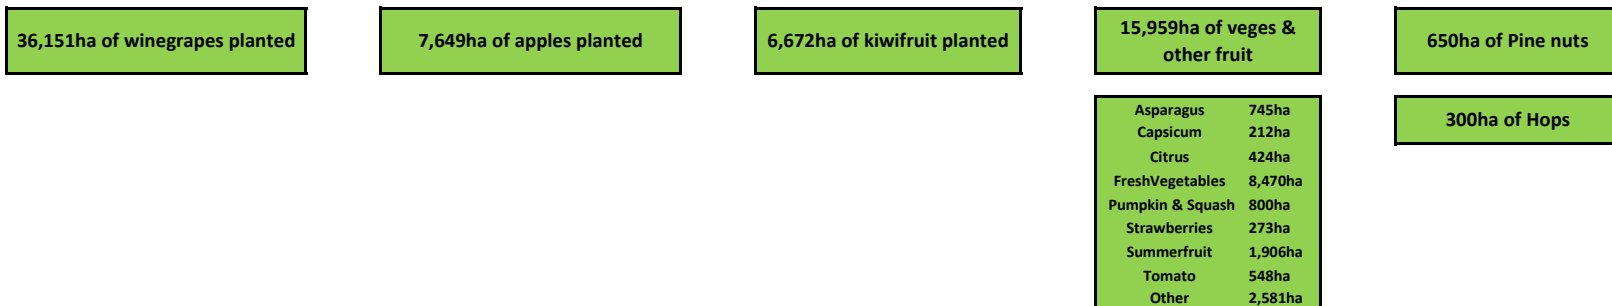 36,151ha of winegrapes planted
7,649ha of apples planted
6,672ha of kiwifruit planted
15,959ha of veges &
other fruit
650ha of Pine nuts
Asparagus 745ha
Capsicum 212ha
Citrus 424ha
FreshVegetables 8,470ha
Pumpkin & Squash 800ha
Strawberries 273ha
Summerfruit 1,906ha
Tomato 548ha
Other 2,581ha
300ha of Hops